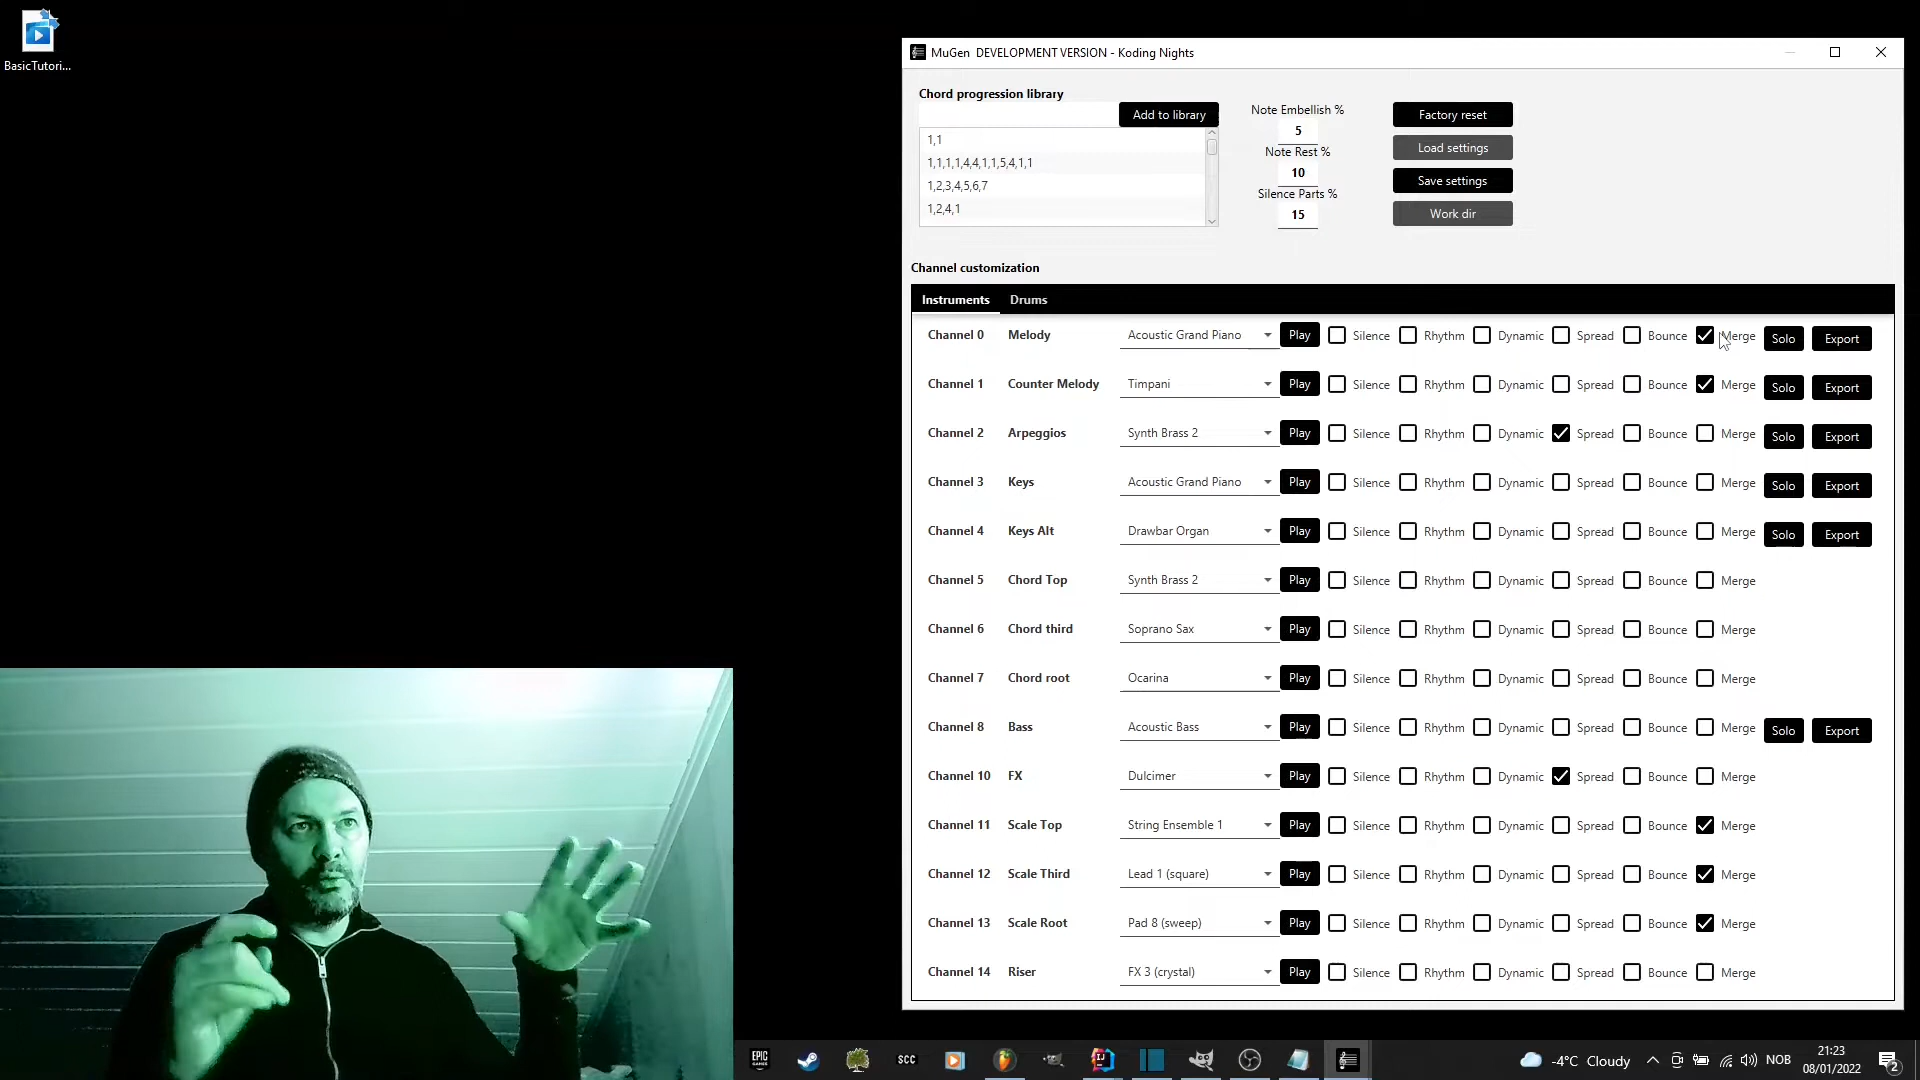 BasicTutori...
MuGen DEVELOPMENT VERSION - Koding Nights
Chord progression library
Add to library
1,1
1,1,1,1,4,4,1,1,5,4,1,1
1,2,3,4,5,6,7
1,2,4,1
Note Embellish %
5
Note Rest %
10
Silence Parts %
15
Factory reset
Load settings
Save settings
Work dir
Channel customization
Instruments Drums
Channel 0 Melody Acoustic Grand Piano Play Silence Rhythm Dynamic Spread Bounce Merge Solo Export
Channel 1 Counter Melody Timpani Play Silence Rhythm Dynamic Spread Bounce Merge Solo Export
Channel 2 Arpeggios Synth Brass 2 Play Silence Rhythm Dynamic Spread Bounce Merge Solo Export
Channel 3 Keys Acoustic Grand Piano Play Silence Rhythm Dynamic Spread Bounce Merge Solo Export
Channel 4 Keys Alt Drawbar Organ Play Silence Rhythm Dynamic Spread Bounce Merge Solo Export
Channel 5 Chord Top Synth Brass 2 Play Silence Rhythm Dynamic Spread Bounce Merge
Channel 6 Chord third Soprano Sax Play Silence Rhythm Dynamic Spread Bounce Merge
Channel 7 Chord root Ocarina Play Silence Rhythm Dynamic Spread Bounce Merge
Channel 8 Bass Acoustic Bass Play Silence Rhythm Dynamic Spread Bounce Merge Solo Export
Channel 10 FX Dulcimer Play Silence Rhythm Dynamic Spread Bounce Merge
Channel 11 Scale Top String Ensemble 1 Play Silence Rhythm Dynamic Spread Bounce Merge
Channel 12 Scale Third Lead 1 (square) Play Silence Rhythm Dynamic Spread Bounce Merge
Channel 13 Scale Root Pad 8 (sweep) Play Silence Rhythm Dynamic Spread Bounce Merge
Channel 14 Riser FX 3 (crystal) Play Silence Rhythm Dynamic Spread Bounce Merge
EPIC GAMES
SCC
-4°C Cloudy
NOB
21:23
08/01/2022
2